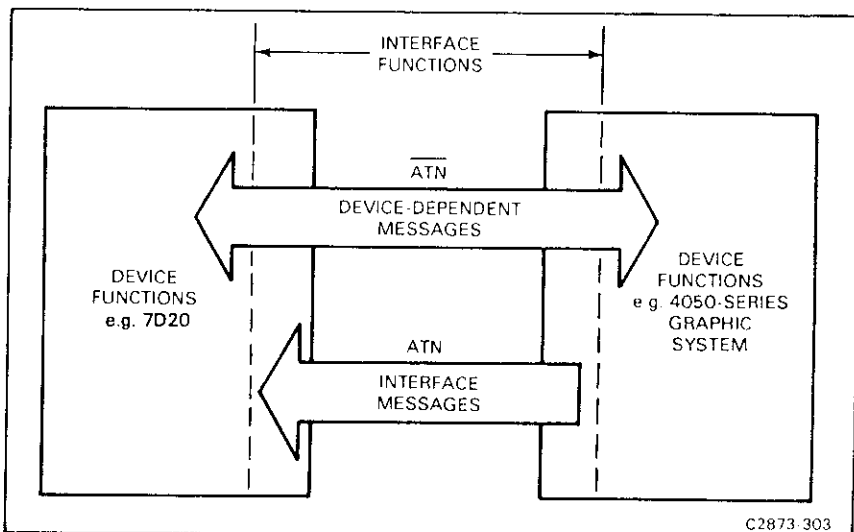 INTERFACE
FUNCTIONS
A̅T̅N̅
DEVICE-DEPENDENT
MESSAGES
DEVICE
FUNCTIONS
e.g. 7D20
DEVICE
FUNCTIONS
e g. 4050-SERIES
GRAPHIC
SYSTEM
ATN
INTERFACE
MESSAGES
C2873-303